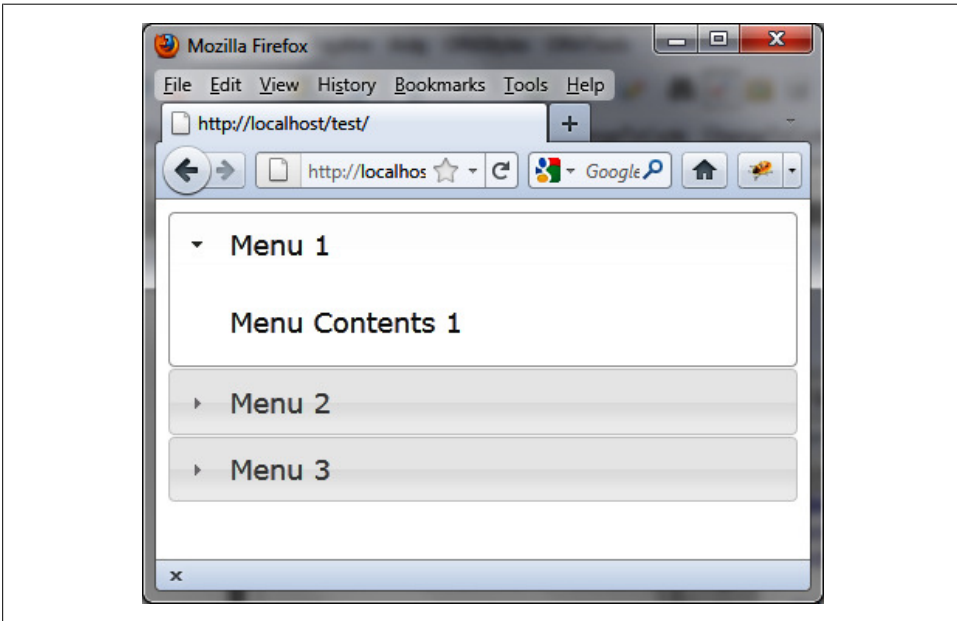 Mozilla Firefox
File Edit View History Bookmarks Tools Help
http://localhost/test/
http://localhos Google
Menu 1
Menu Contents 1
Menu 2
Menu 3